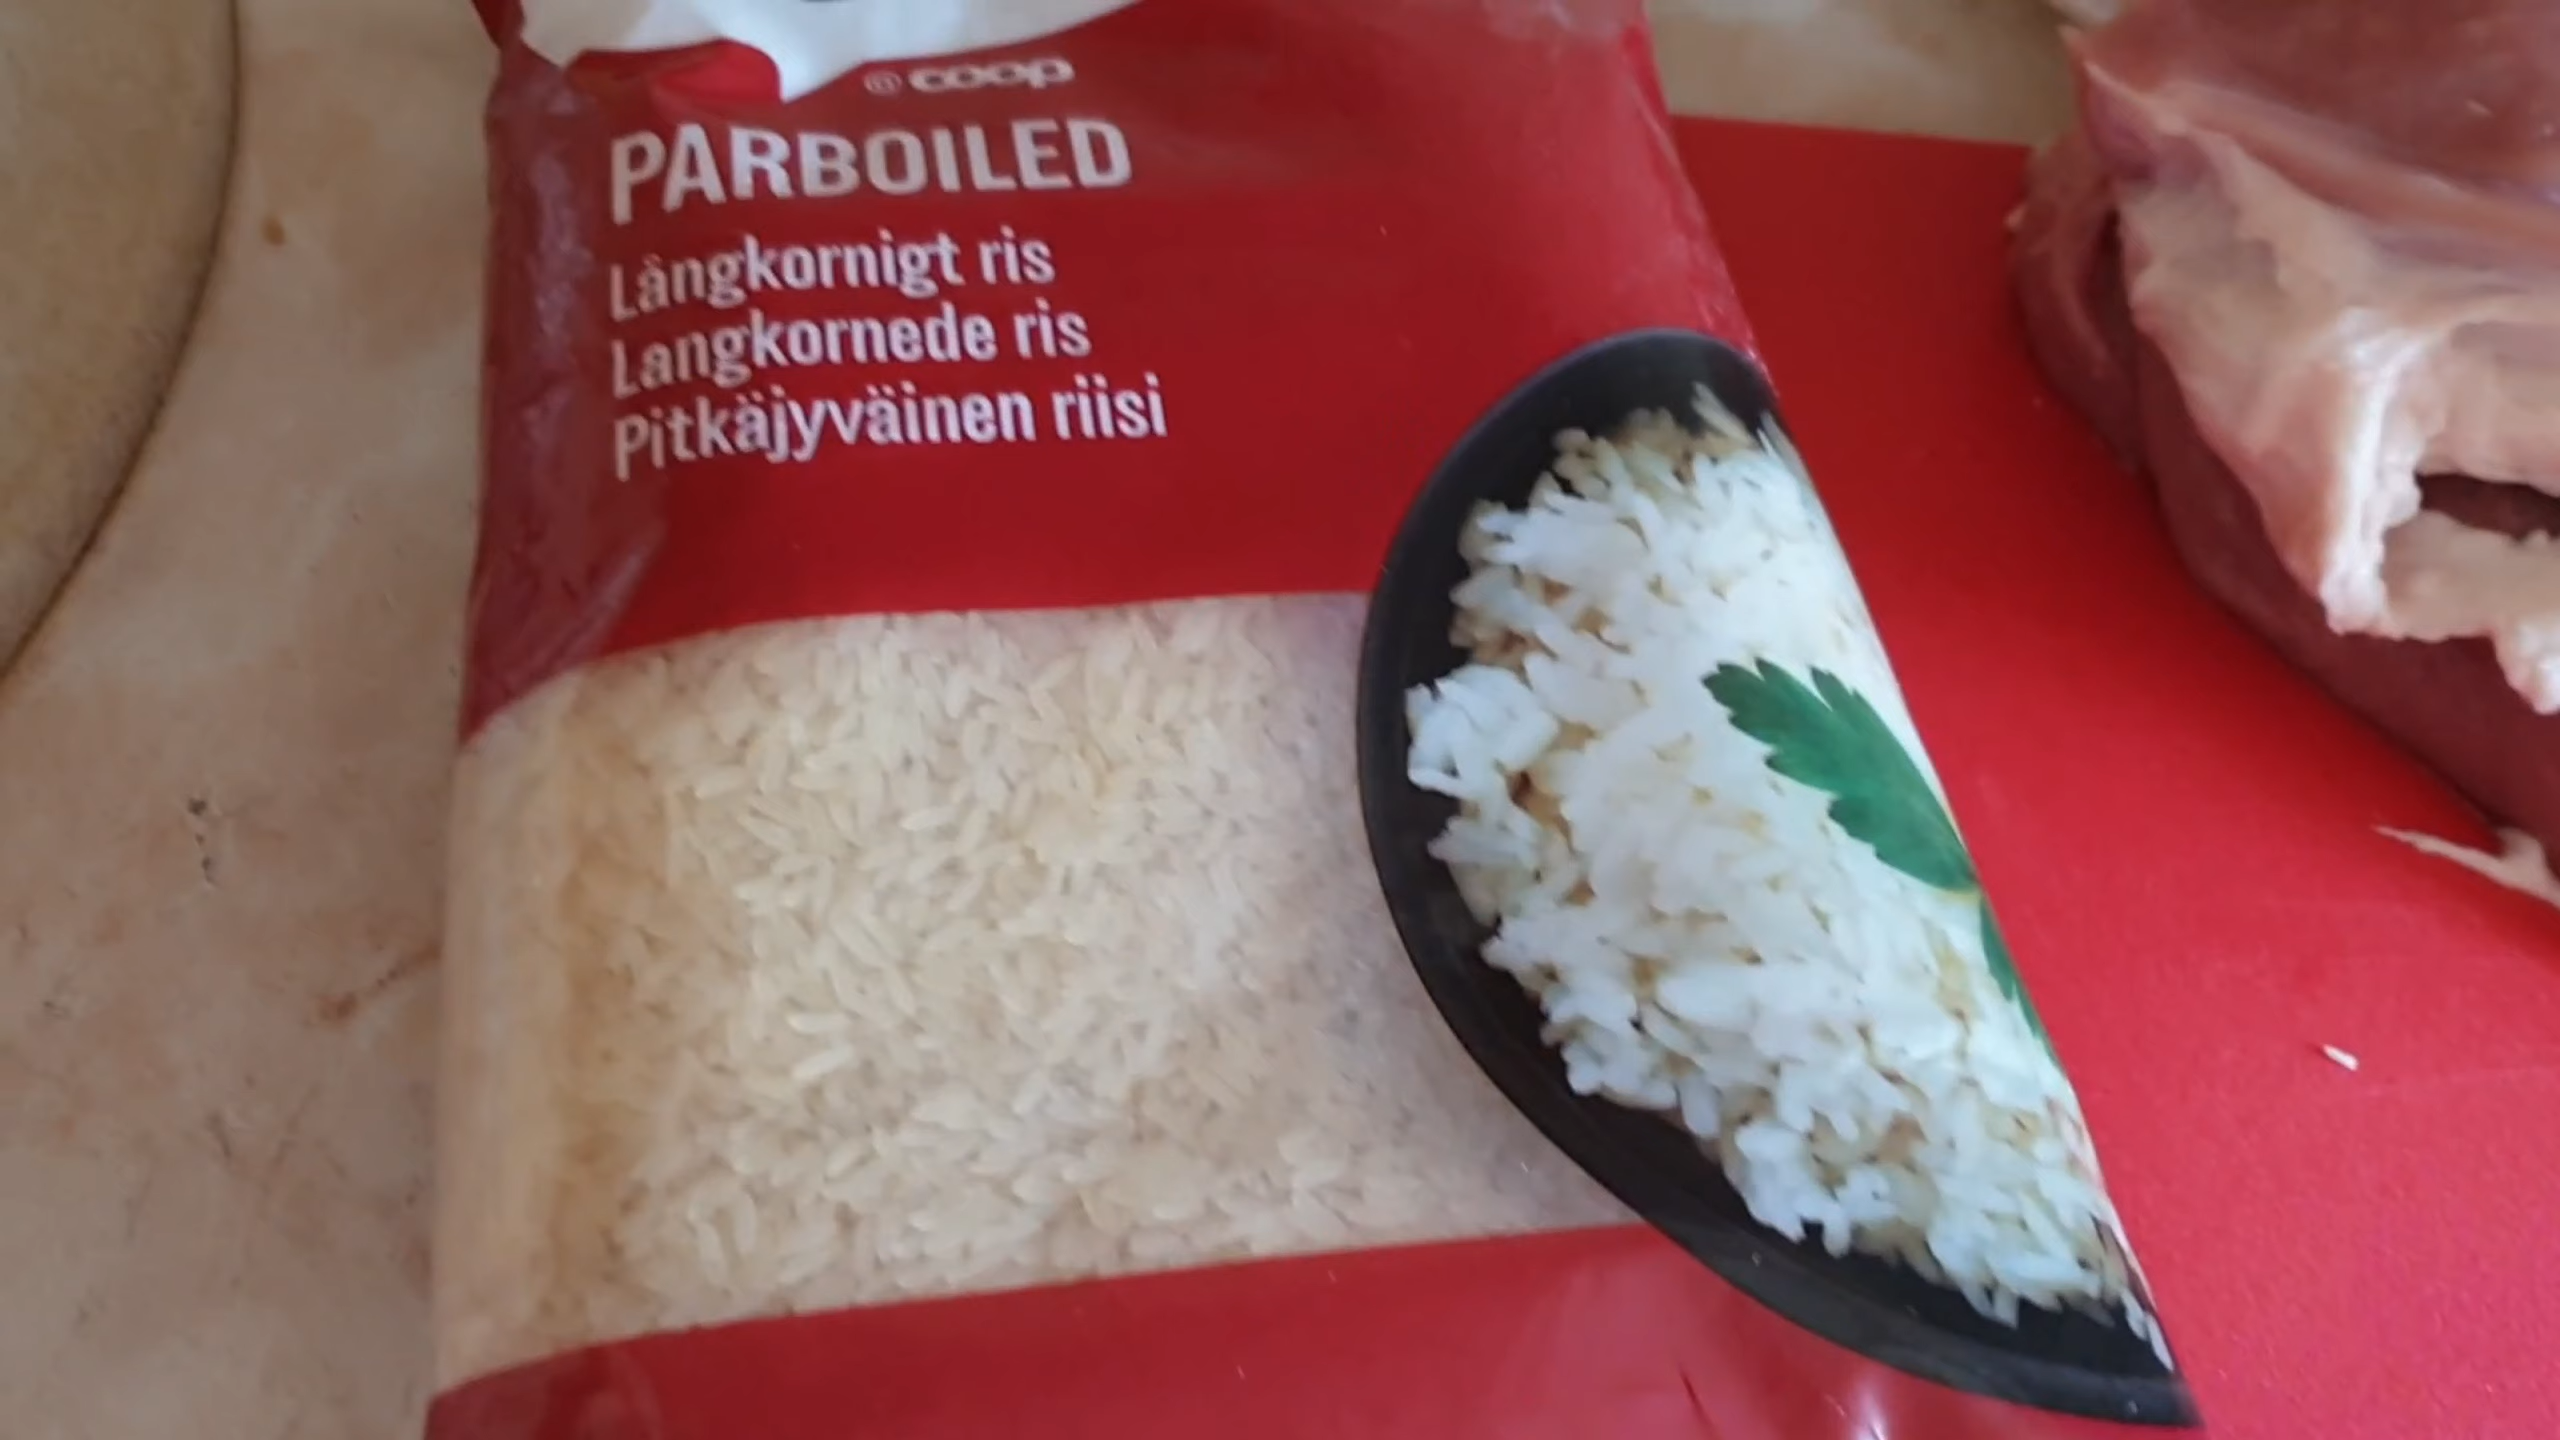 coop
PARBOILED
Långkornigt ris
Langkornede ris
Pitkäjyväinen riisi